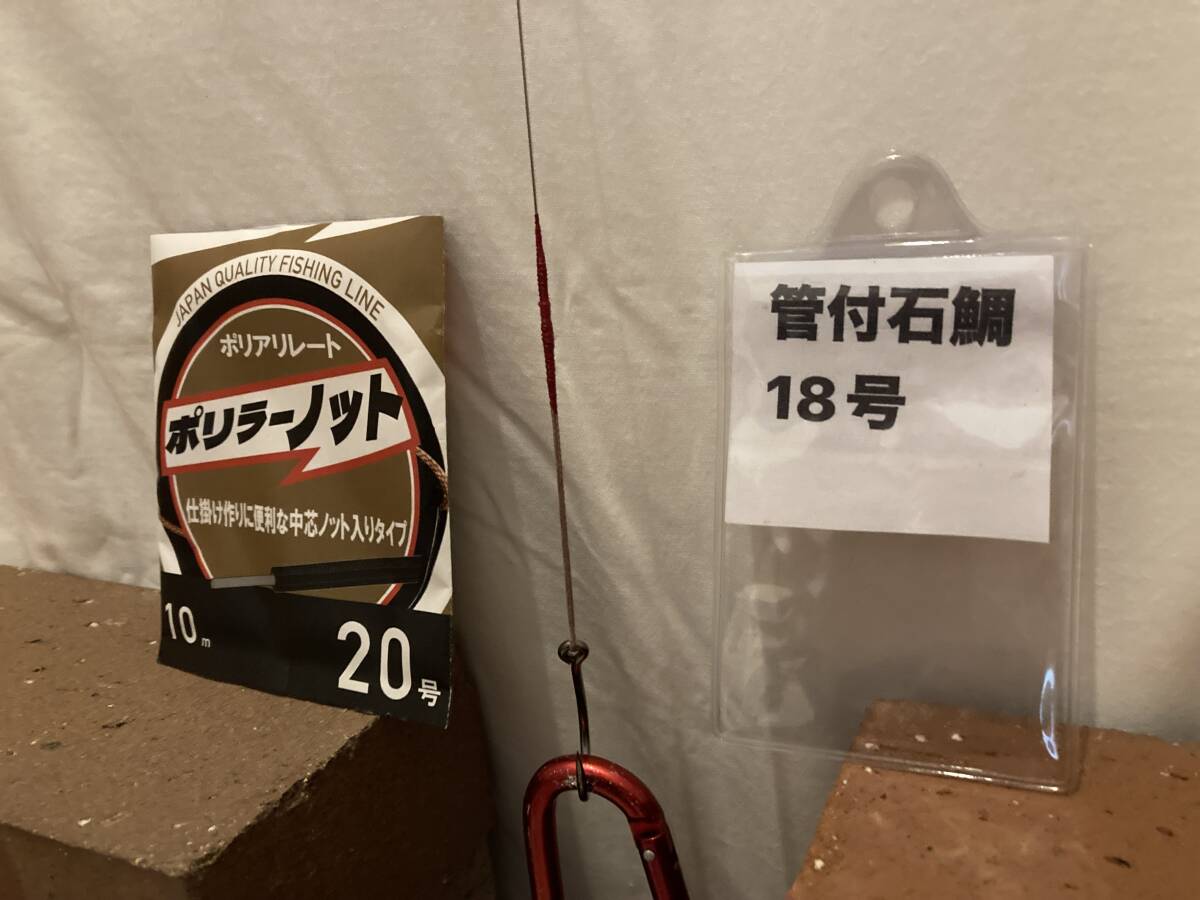 JAPAN QUALITY FISHING LINE
ポリアリレート
ポリラーノット
仕掛け作りに便利な中芯ノット入りタイプ
10m
20号
管付石鯛
18号